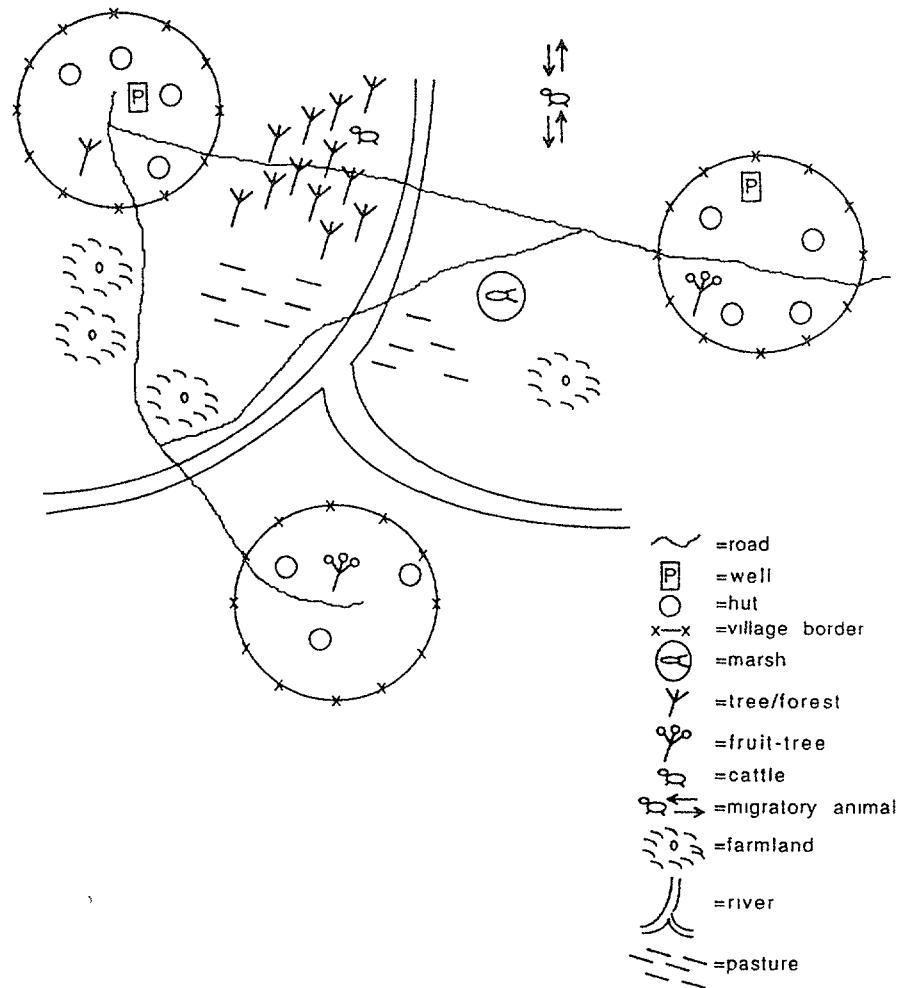 P
P
=road
P =well
=hut
x—x =village border
=marsh
=tree/forest
=fruit-tree
=cattle
=migratory animal
=farmland
=river
=pasture